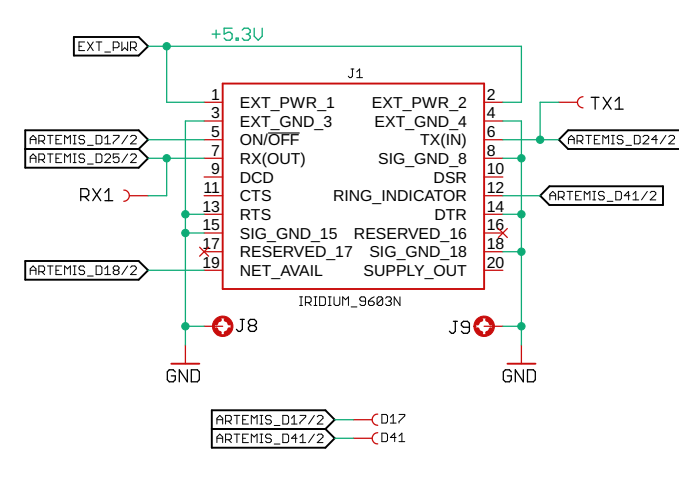 +5.3V
EXT_PWR
J1
1 EXT_PWR_1 EXT_PWR_2 2
TX1
3 EXT_GND_3 EXT_GND_4 4
ARTEMIS_D17/2 5 ON/OFF TX(IN) 6 ARTEMIS_D24/2
ARTEMIS_D25/2 7 RX(OUT) SIG_GND_8 8
9 DCD DSR 10
RX1 11 CTS RING_INDICATOR 12 ARTEMIS_D41/2
13 RTS DTR 14
15 SIG_GND_15 RESERVED_16 16
17 RESERVED_17 SIG_GND_18 18
ARTEMIS_D18/2 19 NET_AVAIL SUPPLY_OUT 20
IRIDIUM_9603N
J8 J9
GND GND
ARTEMIS_D17/2 D17
ARTEMIS_D41/2 D41